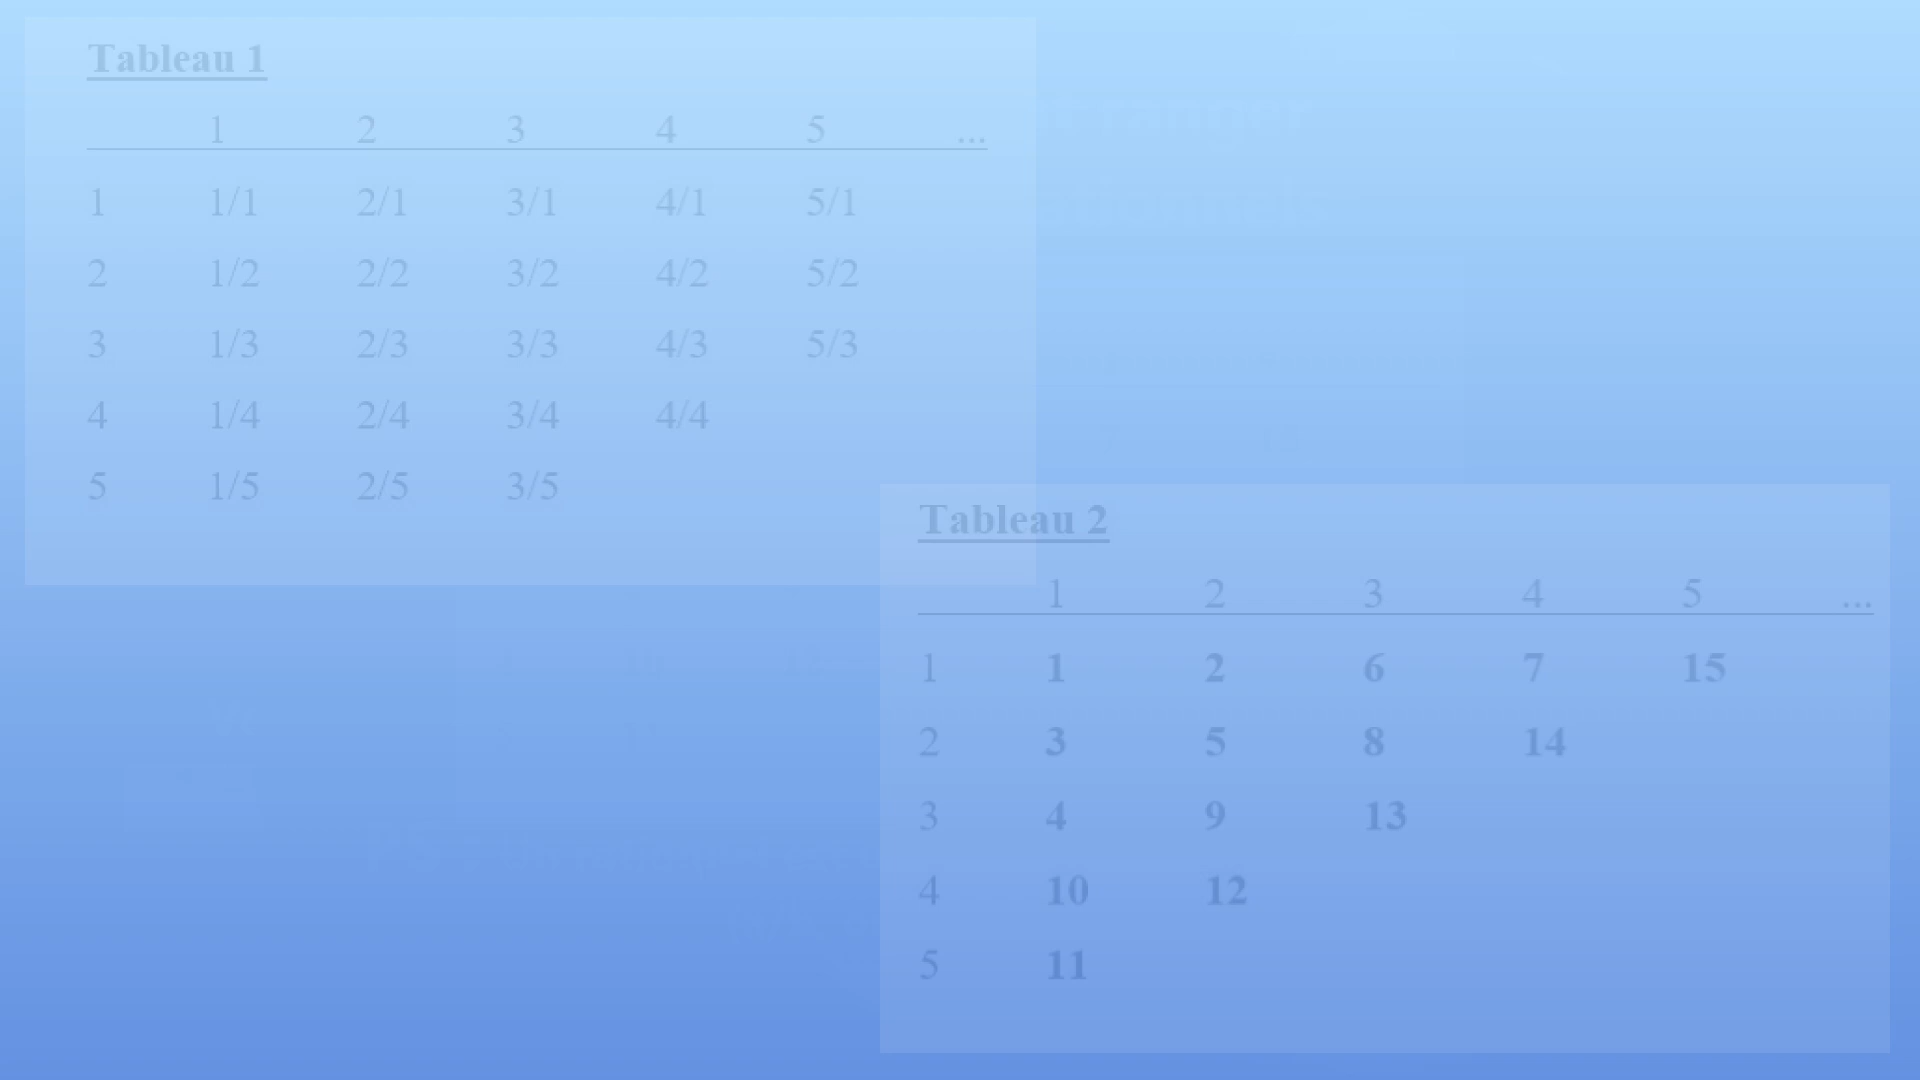 Tableau 1
1 2 3 4 5 ...
1 1/1 2/1 3/1 4/1 5/1
2 1/2 2/2 3/2 4/2 5/2
3 1/3 2/3 3/3 4/3 5/3
4 1/4 2/4 3/4 4/4
5 1/5 2/5 3/5
Tableau 2
1 2 3 4 5 ...
1 1 2 6 7 15
2 3 5 8 14
3 4 9 13
4 10 12
5 11